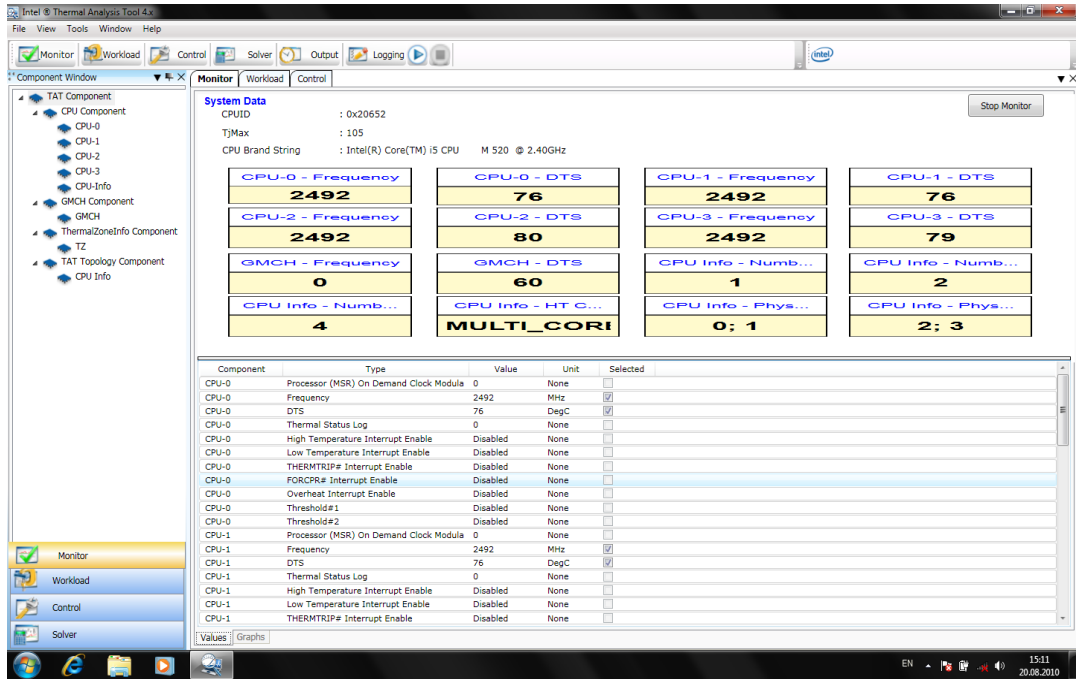 Intel ® Thermal Analysis Tool 4.x
File View Tools Window Help
Monitor Workload Control Solver Output Logging
intel
Component Window
TAT Component
CPU Component
CPU-0
CPU-1
CPU-2
CPU-3
CPU-Info
GMCH Component
GMCH
ThermalZoneInfo Component
TZ
TAT Topology Component
CPU Info
Monitor
Workload
Control
Solver
Monitor Workload Control
System Data
Stop Monitor
CPUID : 0x20652
TjMax : 105
CPU Brand String : Intel(R) Core(TM) i5 CPU M 520 @ 2.40GHz
CPU-0 - Frequency CPU-0 - DTS CPU-1 - Frequency CPU-1 - DTS
2492 76 2492 76
CPU-2 - Frequency CPU-2 - DTS CPU-3 - Frequency CPU-3 - DTS
2492 80 2492 79
GMCH - Frequency GMCH - DTS CPU Info - Numb... CPU Info - Numb...
0 60 1 2
CPU Info - Numb... CPU Info - HT C... CPU Info - Phys... CPU Info - Phys...
4 MULTI_CORE 0; 1 2; 3
Component Type Value Unit Selected
CPU-0 Processor (MSR) On Demand Clock Modula 0 None
CPU-0 Frequency 2492 MHz
CPU-0 DTS 76 DegC
CPU-0 Thermal Status Log 0 None
CPU-0 High Temperature Interrupt Enable Disabled None
CPU-0 Low Temperature Interrupt Enable Disabled None
CPU-0 THERMTRIP# Interrupt Enable Disabled None
CPU-0 FORCPR# Interrupt Enable Disabled None
CPU-0 Overheat Interrupt Enable Disabled None
CPU-0 Threshold#1 Disabled None
CPU-0 Threshold#2 Disabled None
CPU-1 Processor (MSR) On Demand Clock Modula 0 None
CPU-1 Frequency 2492 MHz
CPU-1 DTS 76 DegC
CPU-1 Thermal Status Log 0 None
CPU-1 High Temperature Interrupt Enable Disabled None
CPU-1 Low Temperature Interrupt Enable Disabled None
CPU-1 THERMTRIP# Interrupt Enable Disabled None
Values Graphs
EN 15:11
20.08.2010